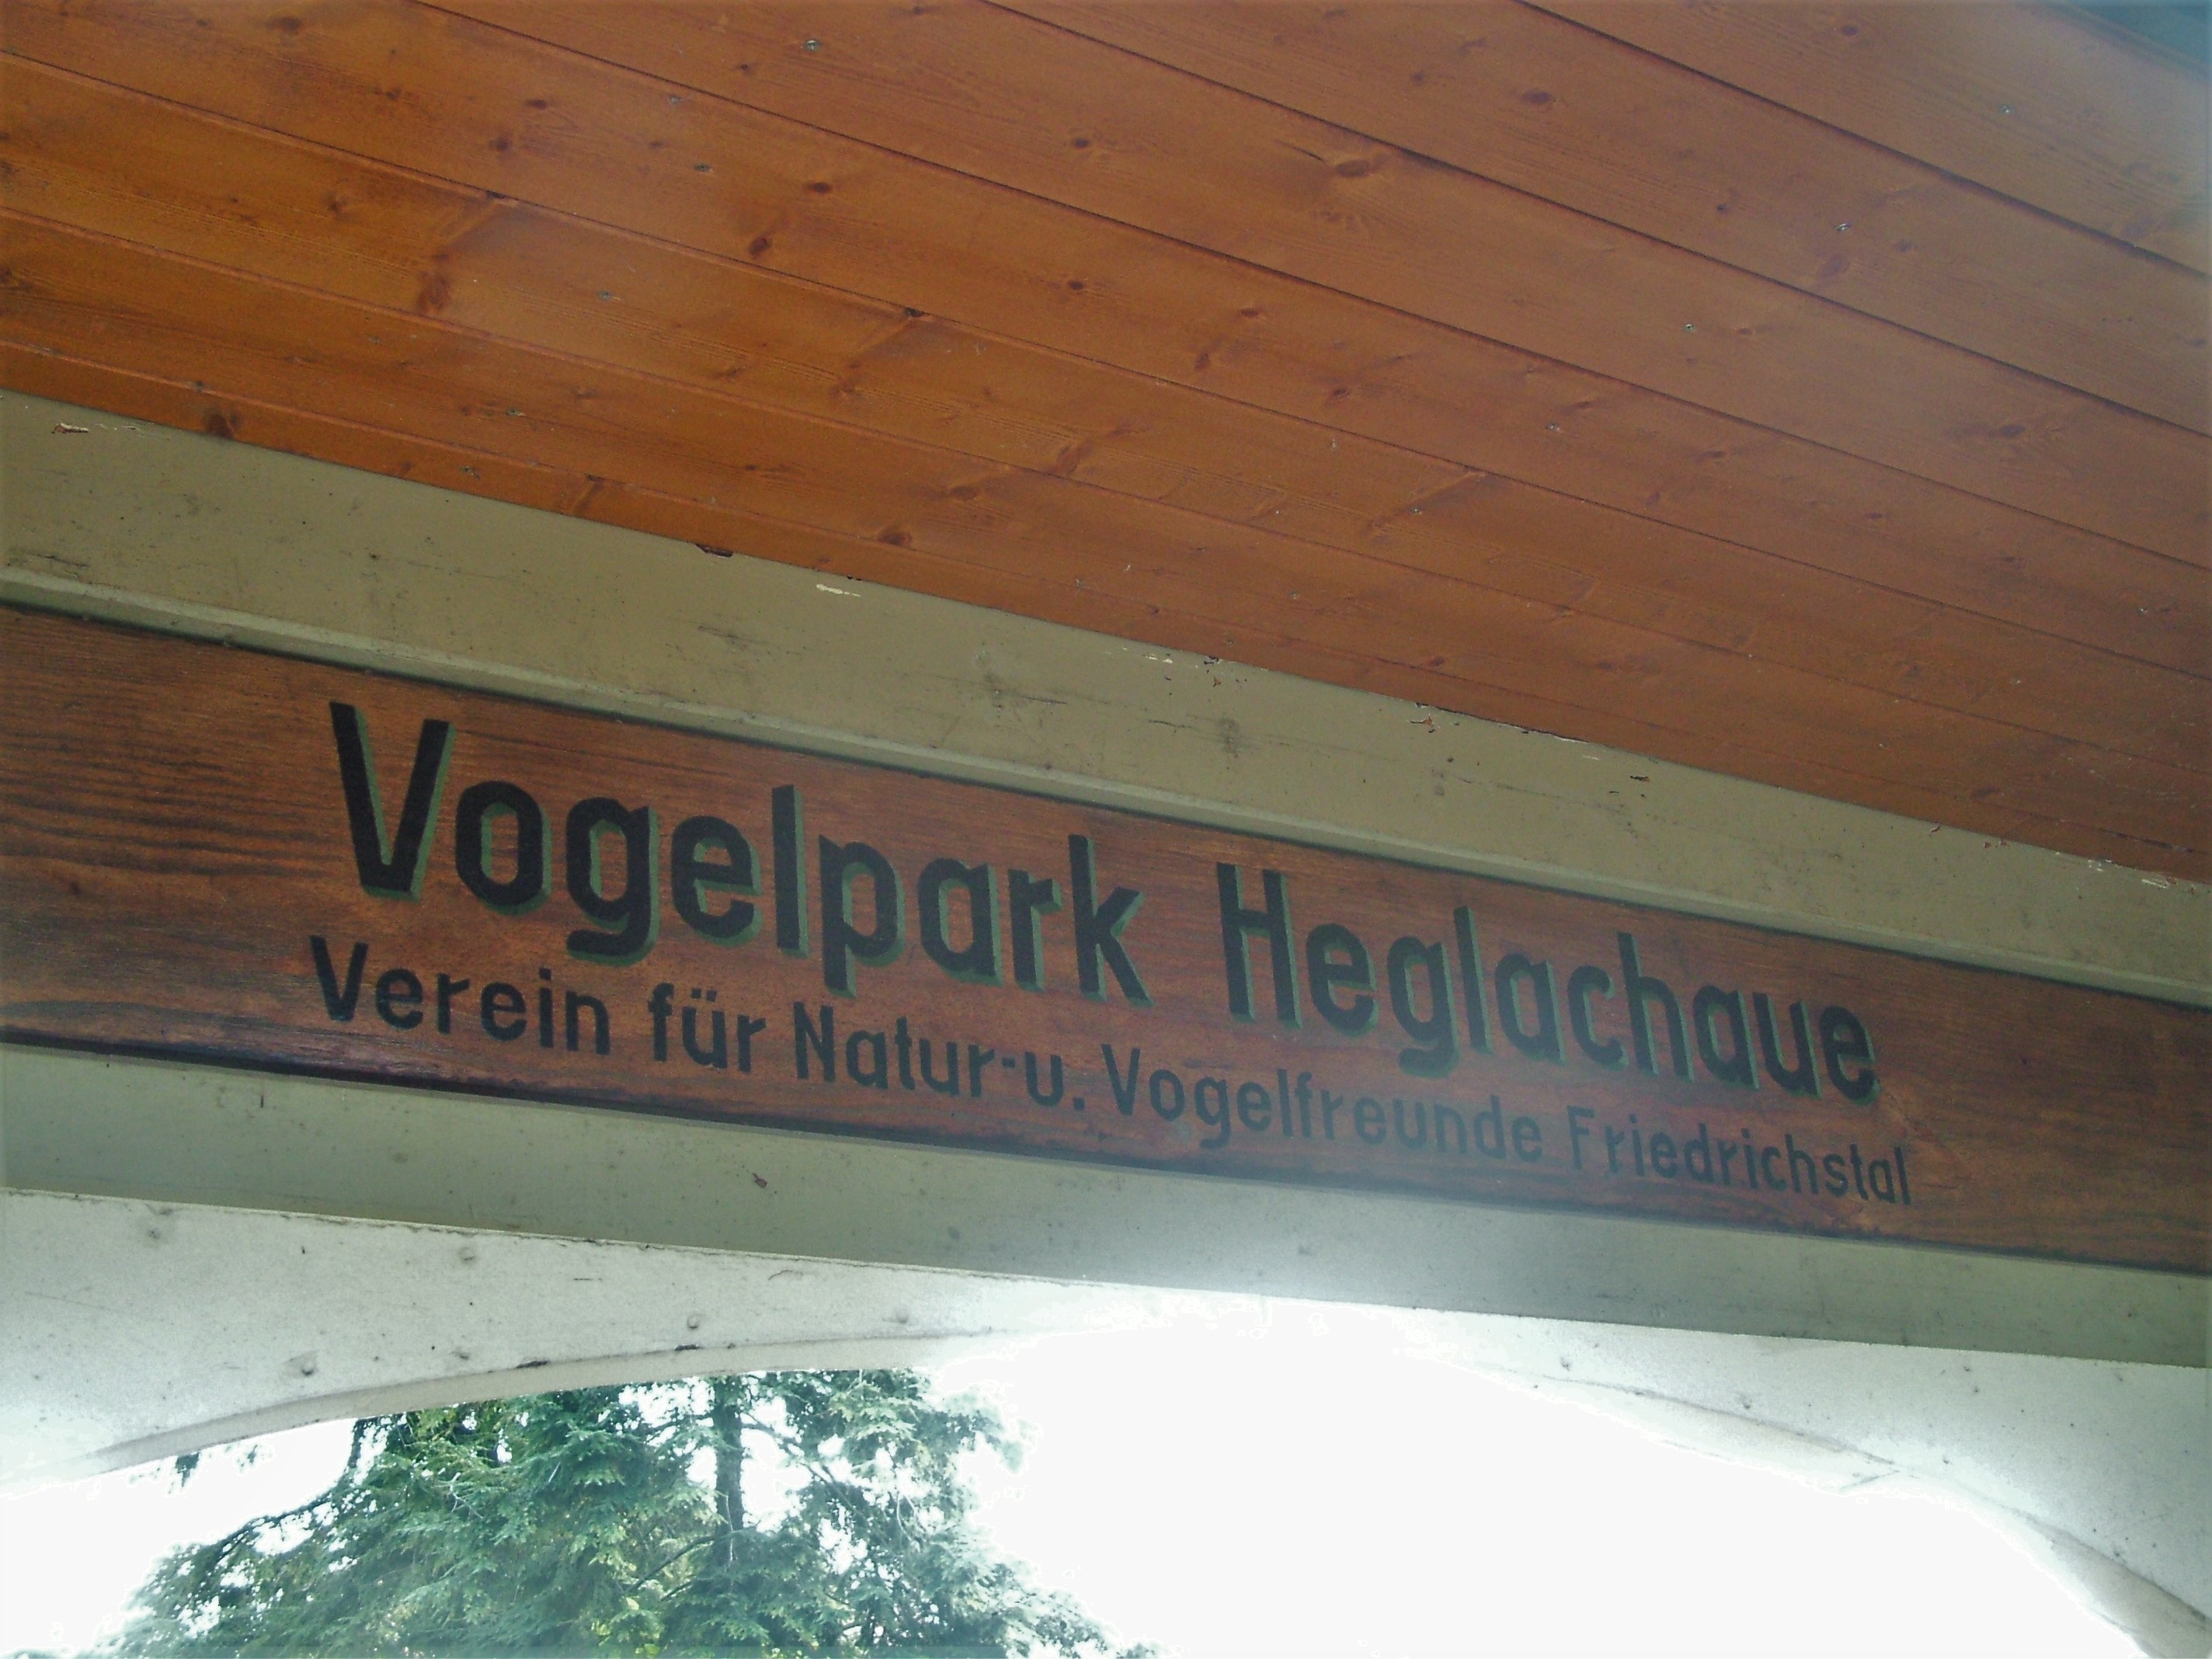 Vogelpark Heglachaue
Verein für Natur-u. Vogelfreunde Friedrichstal